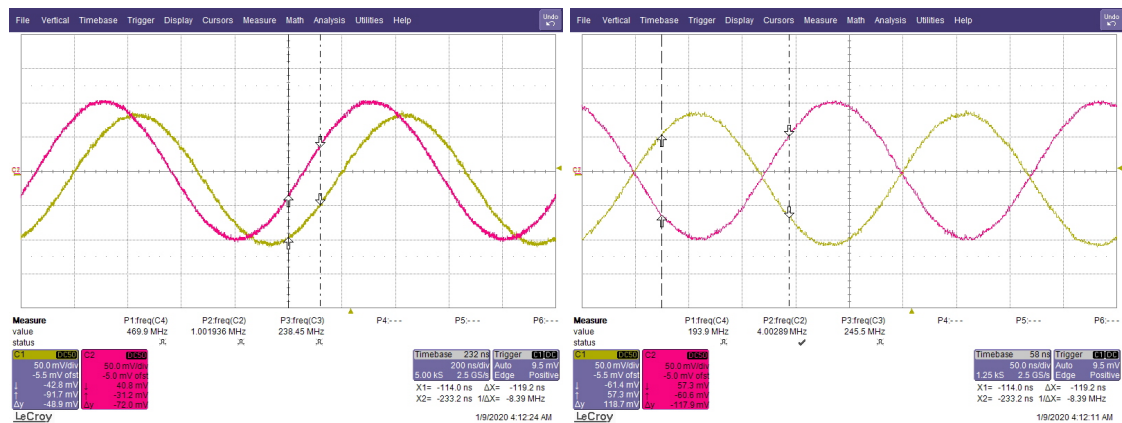 File Vertical Timebase Trigger Display Cursors Measure Math Analysis Utilities Help Undo
C2
Measure P1:freq(C4) P2:freq(C2) P3:freq(C3) P4:--- P5:--- P6:---
value 469.9 MHz 1.001936 MHz 238.45 MHz
status
C1 DC50
50.0 mV/div
-5.5 mV ofst
↓ -42.8 mV
↑ -91.7 mV
Δy -48.9 mV
C2 DC50
50.0 mV/div
-5.0 mV ofst
↓ 40.8 mV
↑ -31.2 mV
Δy -72.0 mV
Timebase 232 ns
200 ns/div
5.00 kS 2.5 GS/s
Trigger C1 DC
Auto 9.5 mV
Edge Positive
X1= -114.0 ns ΔX= -119.2 ns
X2= -233.2 ns 1/ΔX= -8.39 MHz
LeCroy
1/9/2020 4:12:24 AM
File Vertical Timebase Trigger Display Cursors Measure Math Analysis Utilities Help Undo
C2
Measure P1:freq(C4) P2:freq(C2) P3:freq(C3) P4:--- P5:--- P6:---
value 193.9 MHz 4.00289 MHz 245.5 MHz
status
C1 DC50
50.0 mV/div
-5.5 mV ofst
↓ -61.4 mV
↑ 57.3 mV
Δy 118.7 mV
C2 DC50
50.0 mV/div
-5.0 mV ofst
↓ 57.3 mV
↑ -60.6 mV
Δy -117.9 mV
Timebase 58 ns
50.0 ns/div
1.25 kS 2.5 GS/s
Trigger C1 DC
Auto 9.5 mV
Edge Positive
X1= -114.0 ns ΔX= -119.2 ns
X2= -233.2 ns 1/ΔX= -8.39 MHz
LeCroy
1/9/2020 4:12:11 AM